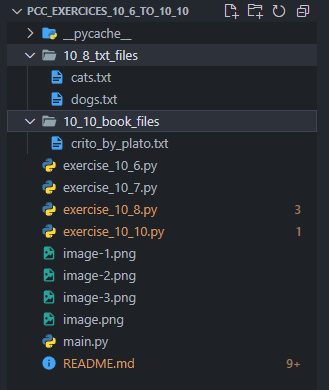 PCC_EXERCICES_10_6_TO_10_10
__pycache__
10_8_txt_files
cats.txt
dogs.txt
10_10_book_files
crito_by_plato.txt
exercise_10_6.py
exercise_10_7.py
exercise_10_8.py 3
exercise_10_10.py 1
image-1.png
image-2.png
image-3.png
image.png
main.py
README.md 9+